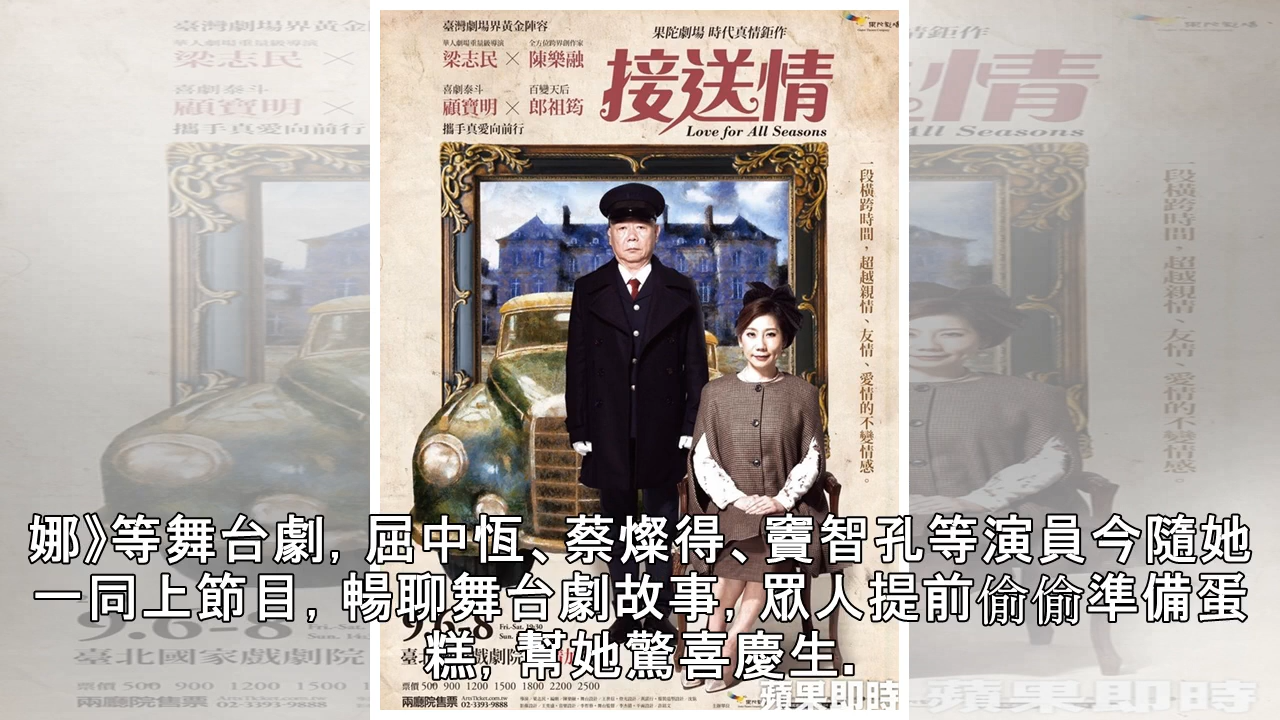 臺灣劇場界黃金陣容
華人劇場重量級導演
全方位跨界創作家
梁志民×陳樂融
喜劇泰斗
百變天后
顧寶明×郎祖筠
攜手真愛向前行
果陀劇場 時代真情鉅作
接送情
Love for All Seasons
一段橫跨時間，超越親情、友情、愛情的不變情感。
娜》等舞台劇, 屈中恆、蔡燦得、竇智孔等演員今隨她
一同上節目, 暢聊舞台劇故事, 眾人提前偷偷準備蛋
糕, 幫她驚喜慶生.
9.6-8
臺北國家戲劇院
票價 500 900 1200 1500 1800 2200 2500
兩廳院售票
ArtsTicket.com.tw
02-3393-9888
蘋果即時